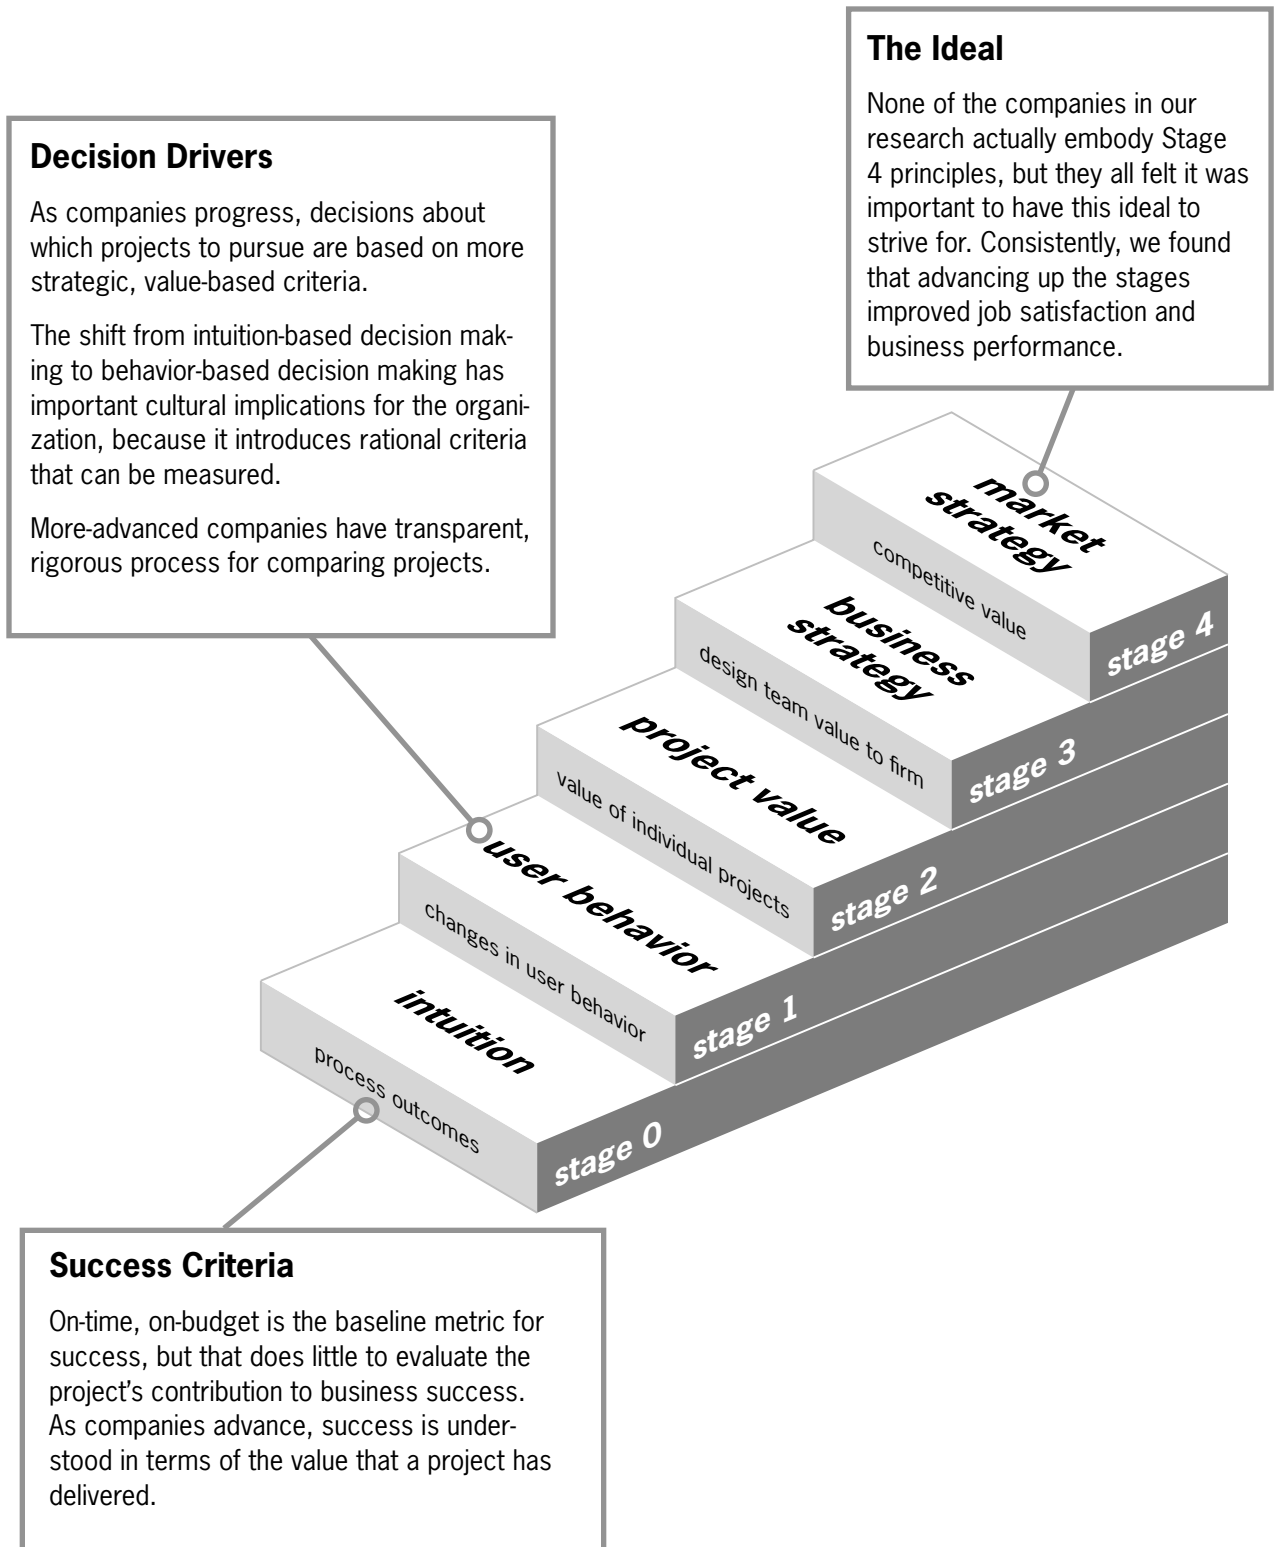 The Ideal
None of the companies in our
research actually embody Stage
4 principles, but they all felt it was
important to have this ideal to
strive for. Consistently, we found
that advancing up the stages
improved job satisfaction and
business performance.
Decision Drivers
As companies progress, decisions about
which projects to pursue are based on more
strategic, value-based criteria.
The shift from intuition-based decision mak-
ing to behavior-based decision making has
important cultural implications for the organi-
zation, because it introduces rational criteria
that can be measured.
More-advanced companies have transparent,
rigorous process for comparing projects.
market
strategy
competitive value
stage 4
business
strategy
design team value to firm
stage 3
project value
value of individual projects
stage 2
user behavior
changes in user behavior
stage 1
intuition
process outcomes
stage 0
Success Criteria
On-time, on-budget is the baseline metric for
success, but that does little to evaluate the
project's contribution to business success.
As companies advance, success is under-
stood in terms of the value that a project has
delivered.